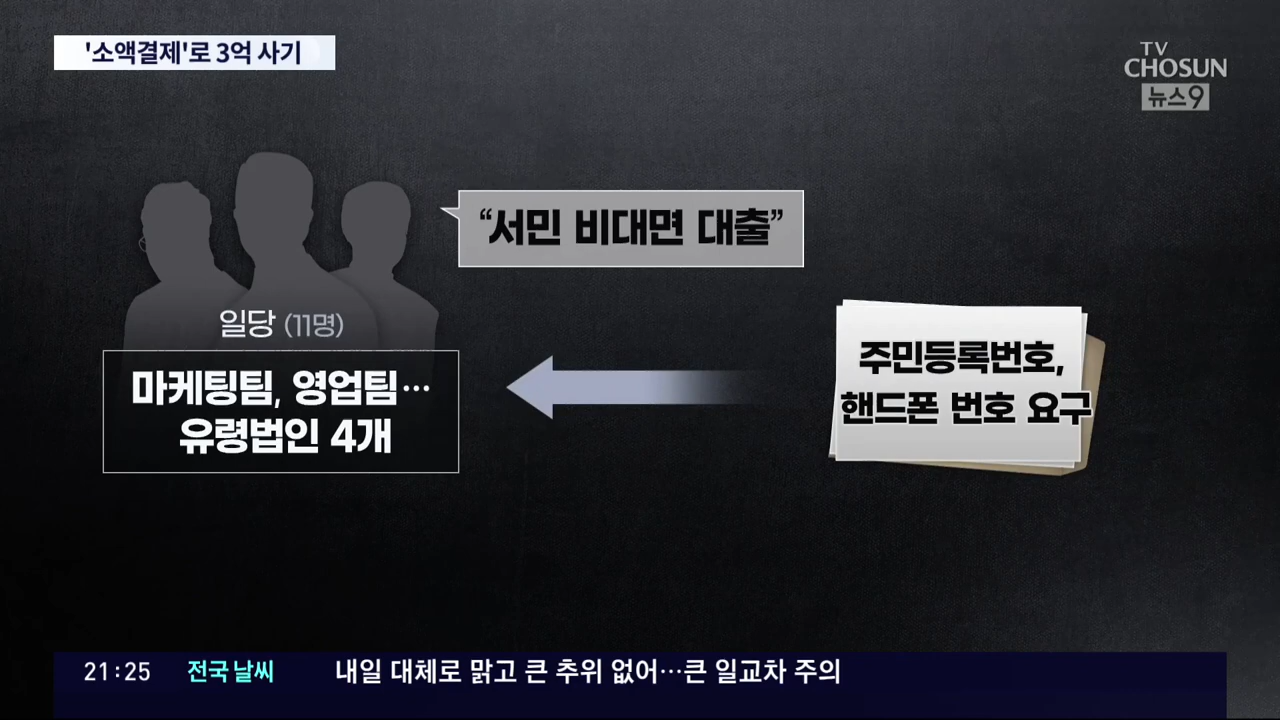 '소액결제'로 3억 사기
TV
CHOSUN
뉴스9
“서민 비대면 대출”
일당 (11명)
마케팅팀, 영업팀…
유령법인 4개
주민등록번호,
핸드폰 번호 요구
21:25 전국 날씨 내일 대체로 맑고 큰 추위 없어…큰 일교차 주의